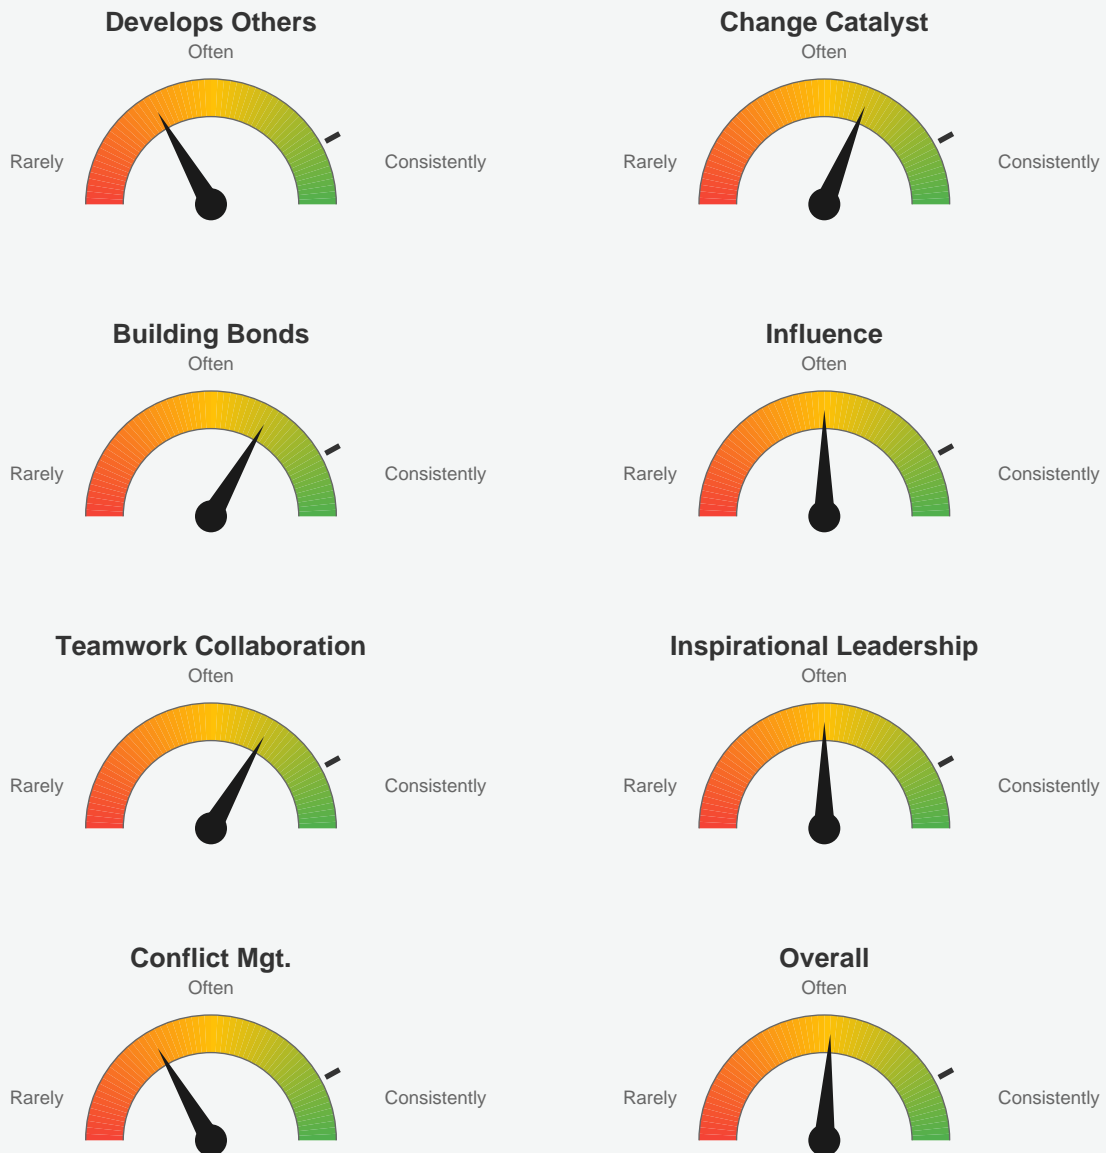 Develops Others
Often
Rarely
Consistently
Change Catalyst
Often
Rarely
Consistently
Building Bonds
Often
Rarely
Consistently
Influence
Often
Rarely
Consistently
Teamwork Collaboration
Often
Rarely
Consistently
Inspirational Leadership
Often
Rarely
Consistently
Conflict Mgt.
Often
Rarely
Consistently
Overall
Often
Rarely
Consistently